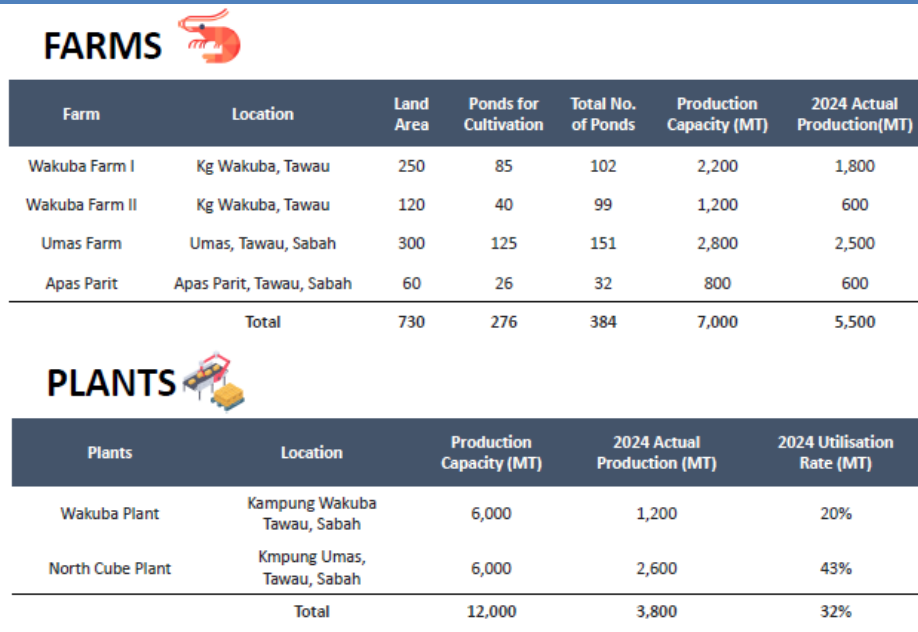 FARMS
Farm Location Land Area Ponds for Cultivation Total No. of Ponds Production Capacity (MT) 2024 Actual Production(MT)
Wakuba Farm I Kg Wakuba, Tawau 250 85 102 2,200 1,800
Wakuba Farm II Kg Wakuba, Tawau 120 40 99 1,200 600
Umas Farm Umas, Tawau, Sabah 300 125 151 2,800 2,500
Apas Parit Apas Parit, Tawau, Sabah 60 26 32 800 600
Total 730 276 384 7,000 5,500
PLANTS
Plants Location Production Capacity (MT) 2024 Actual Production (MT) 2024 Utilisation Rate (MT)
Wakuba Plant Kampung Wakuba Tawau, Sabah 6,000 1,200 20%
North Cube Plant Kmpung Umas, Tawau, Sabah 6,000 2,600 43%
Total 12,000 3,800 32%